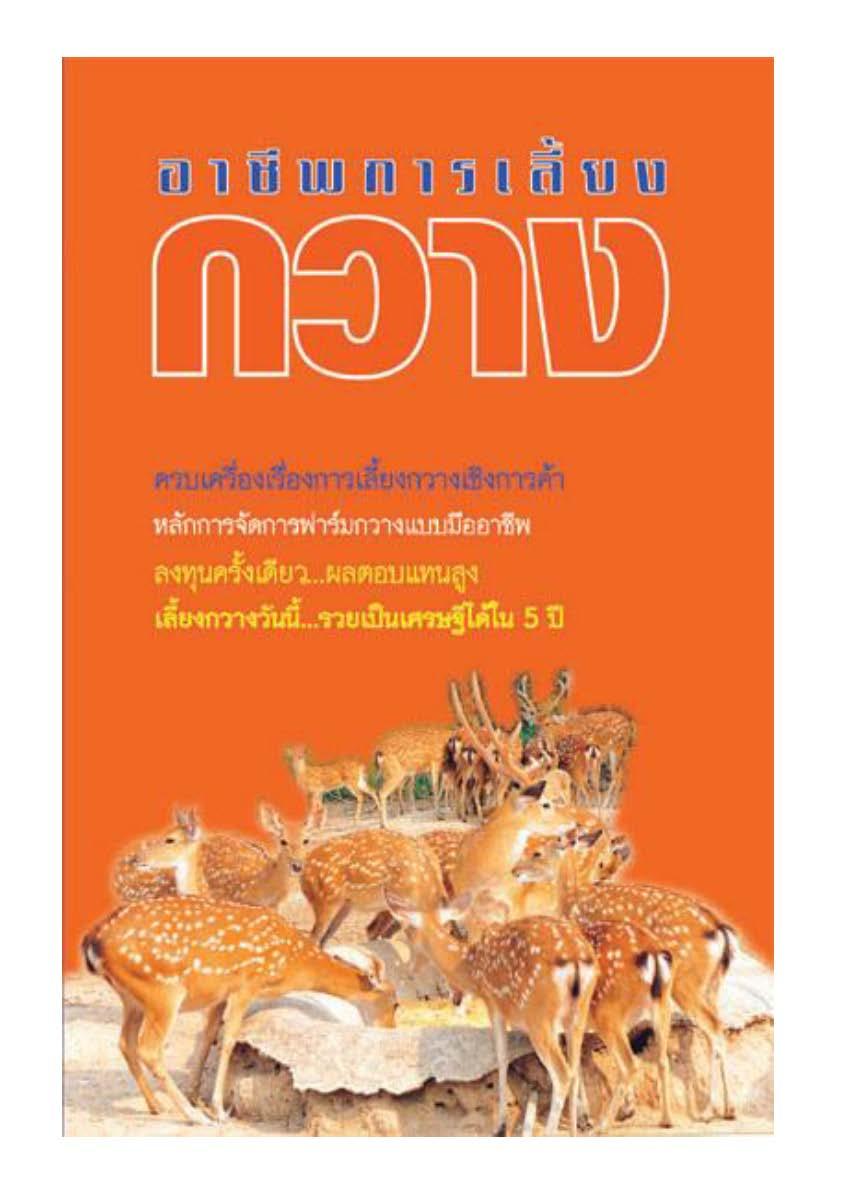 อาชีพการเลี้ยง
กวาง
ครบเครื่องเรื่องการเลี้ยงกวางเชิงการค้า
หลักการจัดการฟาร์มกวางแบบมืออาชีพ
ลงทุนครั้งเดียว...ผลตอบแทนสูง
เลี้ยงกวางวันนี้...รวยเป็นเศรษฐีได้ใน 5 ปี